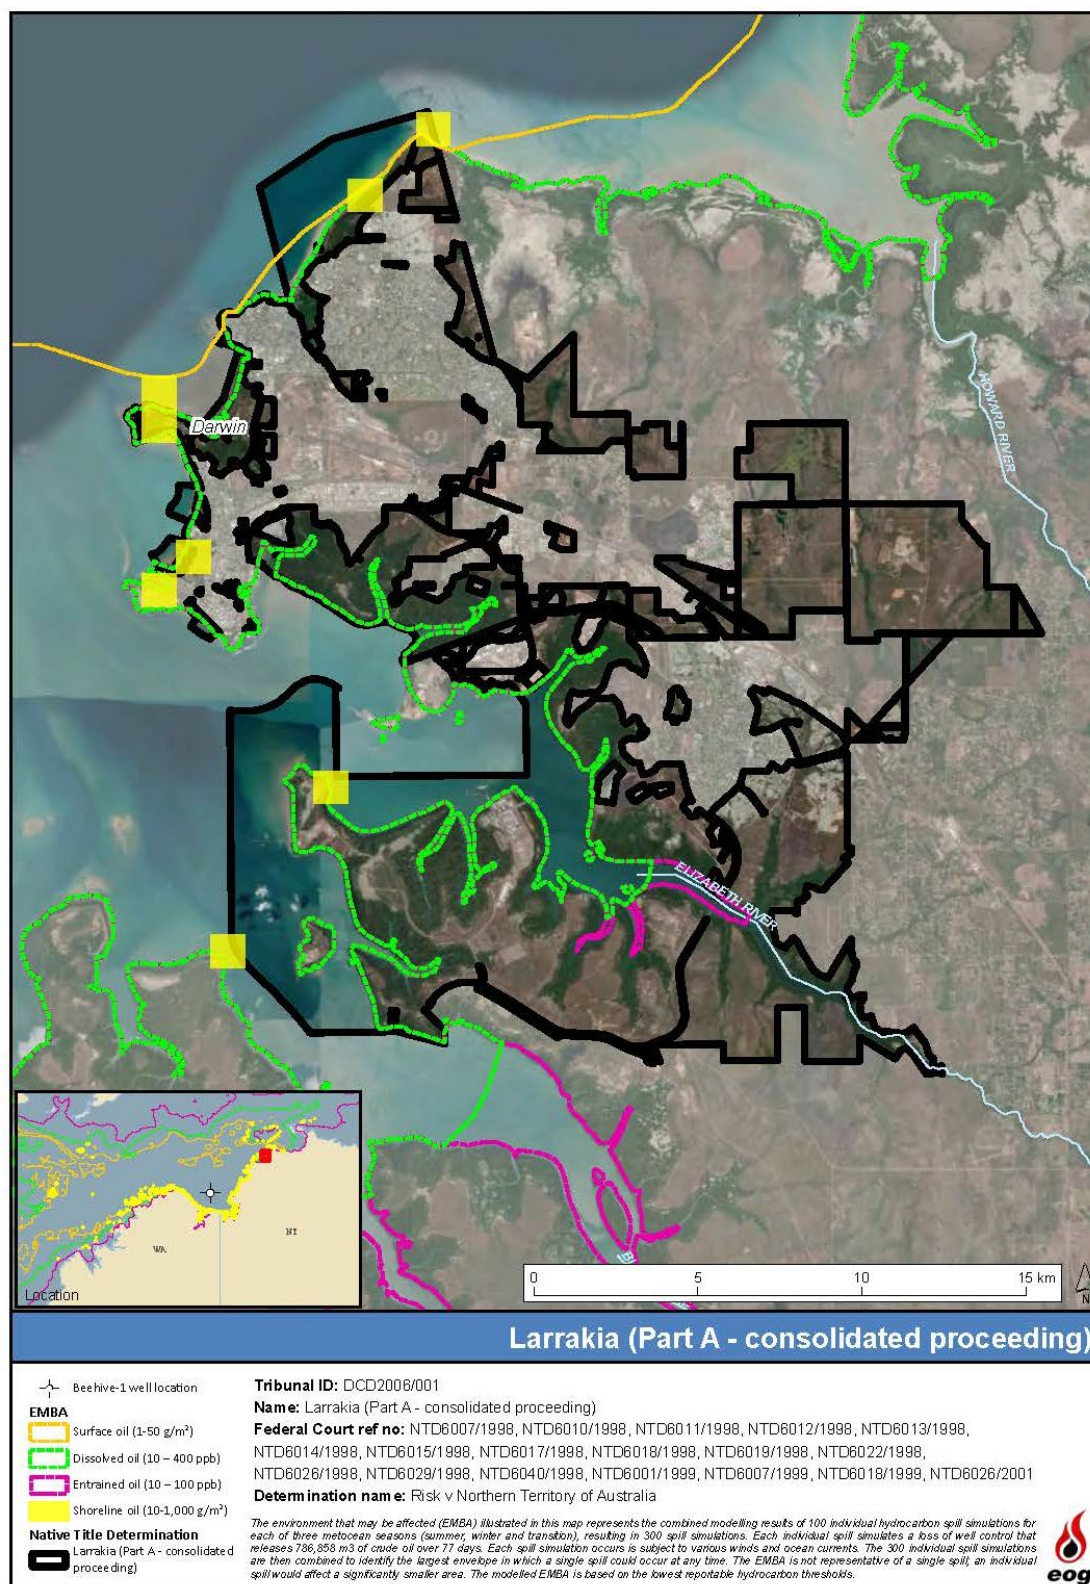 HOWARD RIVER
Darwin
ELIZABETH RIVER
WA
NT
Location
0 5 10 15 km
N
Larrakia (Part A - consolidated proceeding)
Beehive-1 well location
EMBA
Surface oil (1-50 g/m²)
Dissolved oil (10 – 400 ppb)
Entrained oil (10 – 100 ppb)
Shoreline oil (10-1,000 g/m²)
Native Title Determination
Larrakia (Part A - consolidated
proceeding)
Tribunal ID: DCD2006/001
Name: Larrakia (Part A - consolidated proceeding)
Federal Court ref no: NTD6007/1998, NTD6010/1998, NTD6011/1998, NTD6012/1998, NTD6013/1998,
NTD6014/1998, NTD6015/1998, NTD6017/1998, NTD6018/1998, NTD6019/1998, NTD6022/1998,
NTD6026/1998, NTD6029/1998, NTD6040/1998, NTD6001/1999, NTD6007/1999, NTD6018/1999, NTD6026/2001
Determination name: Risk v Northern Territory of Australia
The environment that may be affected (EMBA) illustrated in this map represents the combined modelling results of 100 individual hydrocarbon spill simulations for
each of three metocean seasons (summer, winter and transition), resulting in 300 spill simulations. Each individual spill simulates a loss of well control that
releases 786,858 m3 of crude oil over 77 days. Each spill simulation occurs is subject to various winds and ocean currents. The 300 individual spill simulations
are then combined to identify the largest envelope in which a single spill could occur at any time. The EMBA is not representative of a single spill; an individual
spill would affect a significantly smaller area. The modelled EMBA is based on the lowest reportable hydrocarbon thresholds.
eog